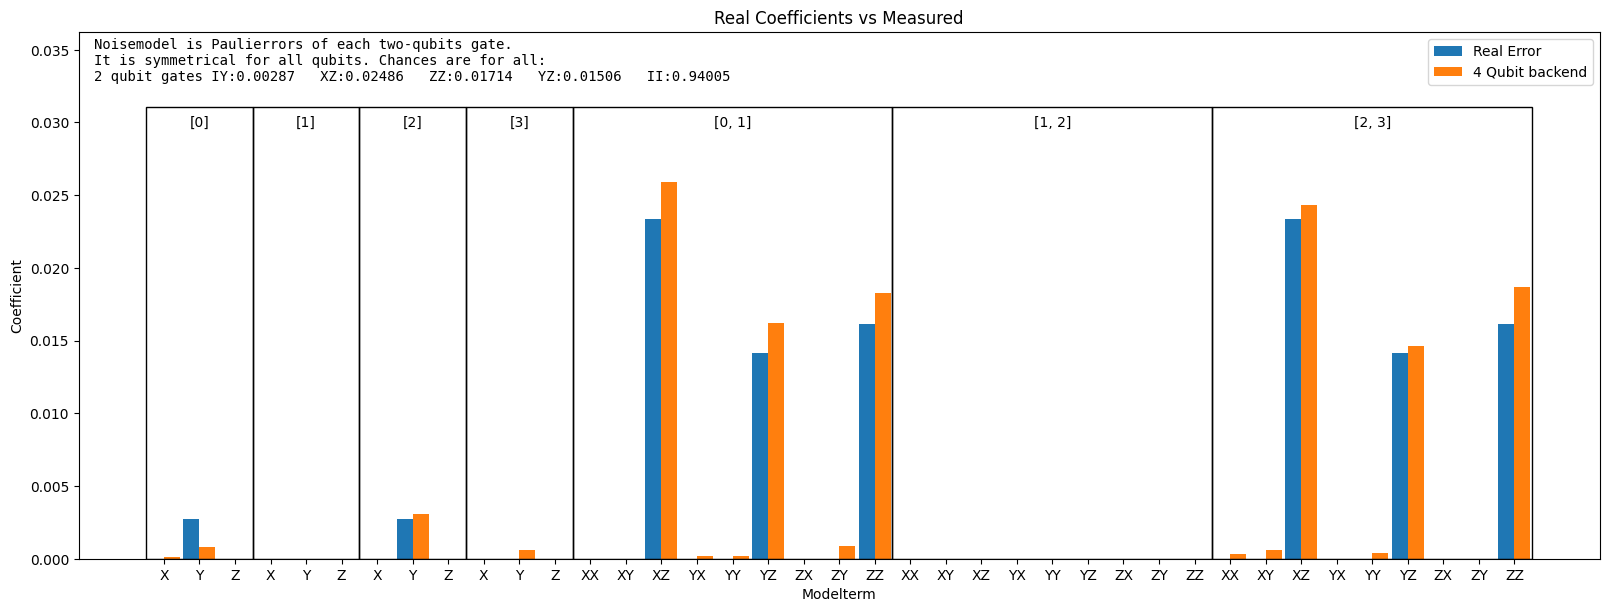 Real Coefficients vs Measured
Noisemodel is Paulierrors of each two-qubits gate.
It is symmetrical for all qubits. Chances are for all:
2 qubit gates IY:0.00287   XZ:0.02486   ZZ:0.01714   YZ:0.01506   II:0.94005
Real Error
4 Qubit backend
[0] [1] [2] [3] [0, 1] [1, 2] [2, 3]
Coefficient
0.035
0.030
0.025
0.020
0.015
0.010
0.005
0.000
X Y Z X Y Z X Y Z X Y Z XX XY XZ YX YY YZ ZX ZY ZZ XX XY XZ YX YY YZ ZX ZY ZZ XX XY XZ YX YY YZ ZX ZY ZZ
Modelterm